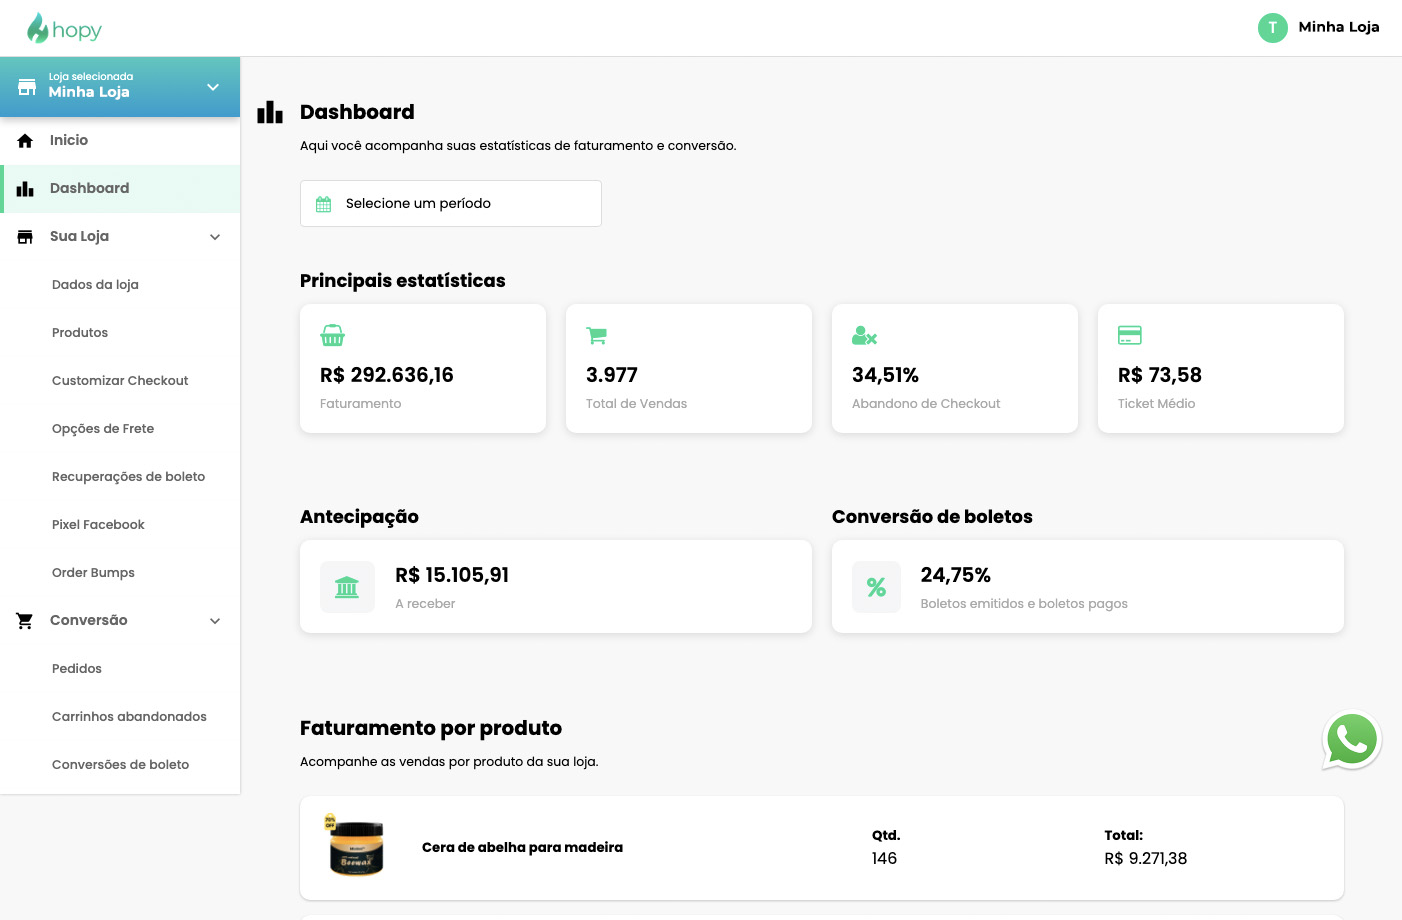 hopy
T
Minha Loja
Loja selecionada
Minha Loja
Inicio
Dashboard
Sua Loja
Dados da loja
Produtos
Customizar Checkout
Opções de Frete
Recuperações de boleto
Pixel Facebook
Order Bumps
Conversão
Pedidos
Carrinhos abandonados
Conversões de boleto
Dashboard
Aqui você acompanha suas estatísticas de faturamento e conversão.
Selecione um período
Principais estatísticas
R$ 292.636,16
Faturamento
3.977
Total de Vendas
34,51%
Abandono de Checkout
R$ 73,58
Ticket Médio
Antecipação
R$ 15.105,91
A receber
Conversão de boletos
%
24,75%
Boletos emitidos e boletos pagos
Faturamento por produto
Acompanhe as vendas por produto da sua loja.
70%
OFF
Beewax
Cera de abelha para madeira
Qtd.
146
Total:
R$ 9.271,38